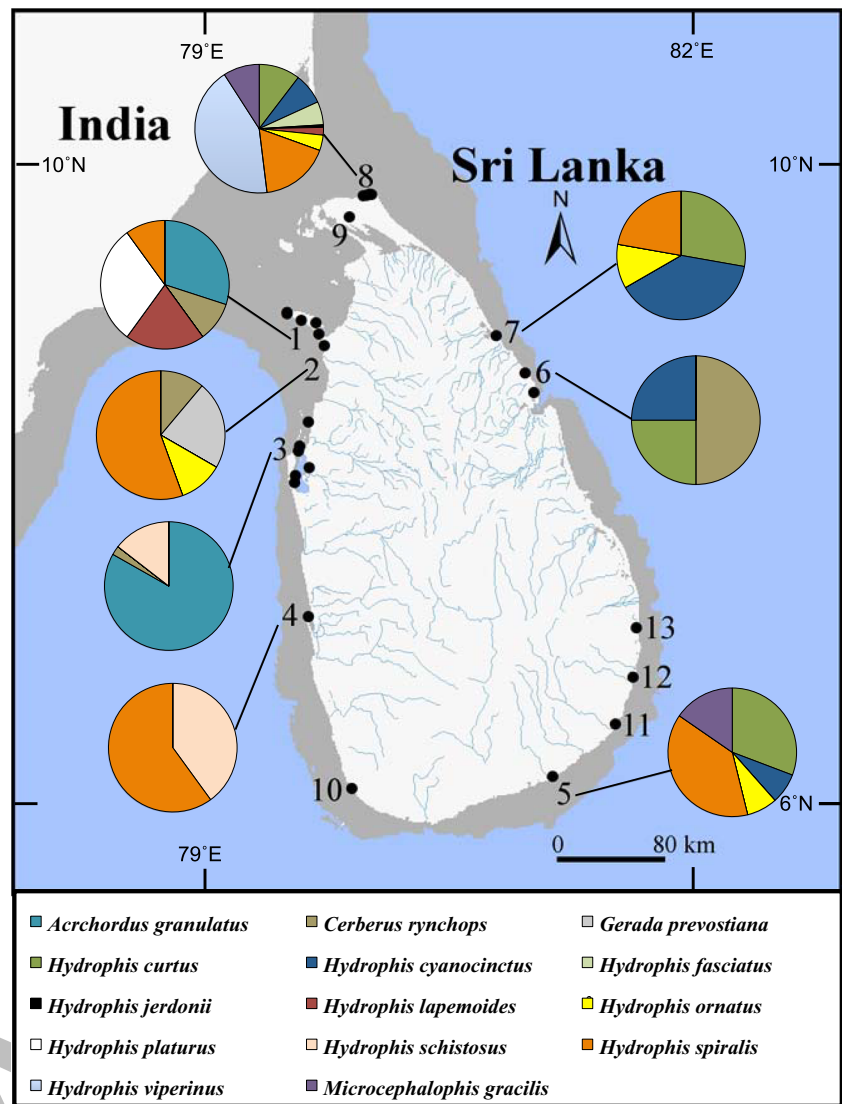 79°E 82°E
India
10°N Sri Lanka 10°N
N
8
9
7
1
2
6
3
4
13
12
11
10
5
6°N
0 80 km
79°E
Acrchordus granulatus Cerberus rynchops Gerada prevostiana
Hydrophis curtus Hydrophis cyanocinctus Hydrophis fasciatus
Hydrophis jerdonii Hydrophis lapemoides Hydrophis ornatus
Hydrophis platurus Hydrophis schistosus Hydrophis spiralis
Hydrophis viperinus Microcephalophis gracilis